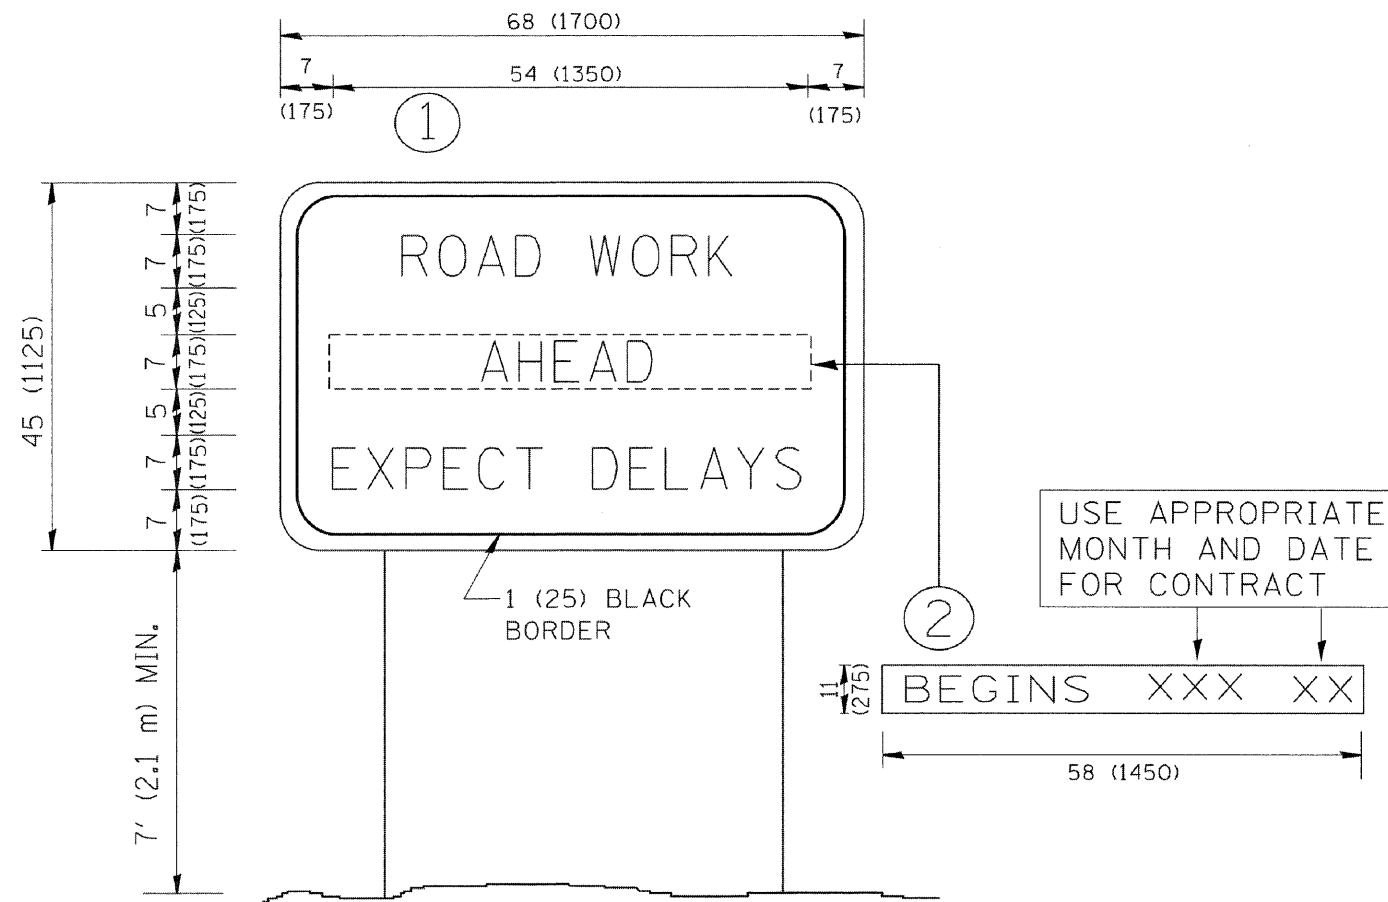 68 (1700)
7 54 (1350) 7
(175) (175)
1
45 (1125)
7 (175)
7 (175)
5 (125)
7 (175)
5 (125)
7 (175)
7 (175)
ROAD WORK
AHEAD
EXPECT DELAYS
1 (25) BLACK
BORDER
7' (2.1 m) MIN.
USE APPROPRIATE
MONTH AND DATE
FOR CONTRACT
2
11
(275)
BEGINS XXX XX
58 (1450)